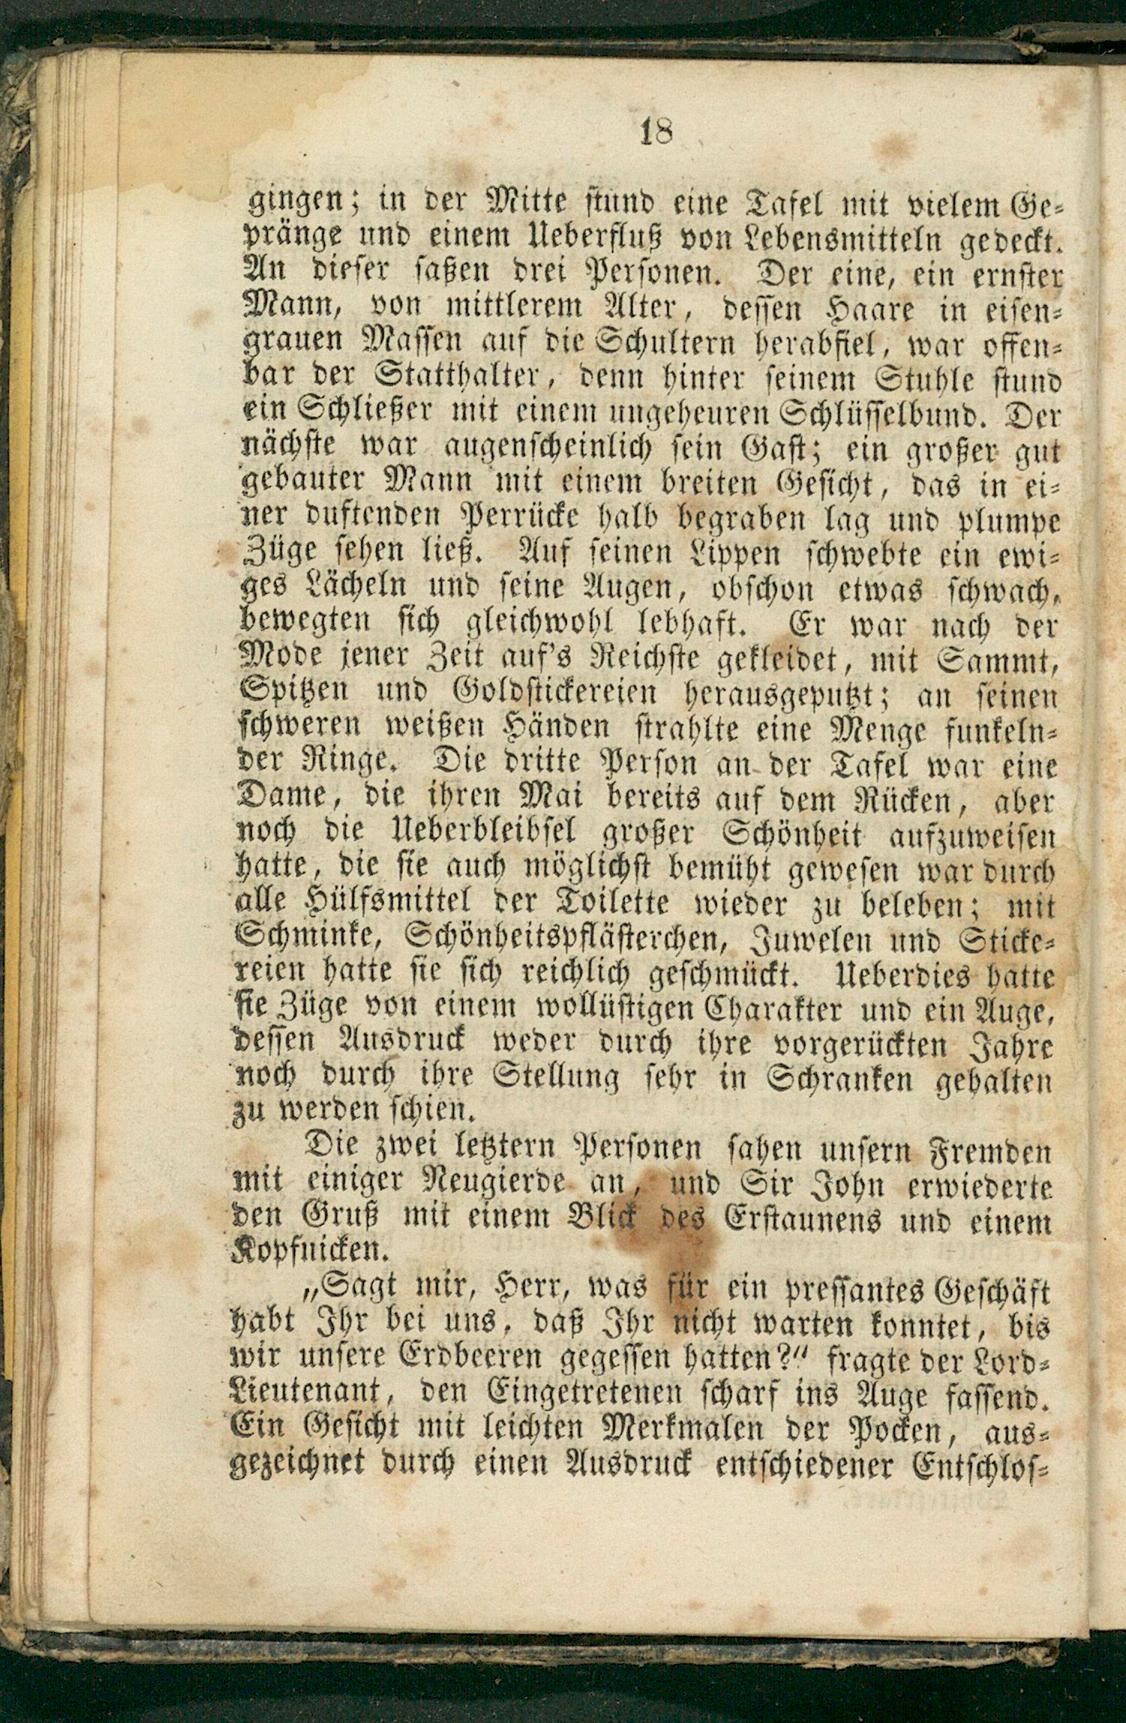 18
gingen; in der Mitte stund eine Tafel mit vielem Ge-
pränge und einem Ueberfluß von Lebensmitteln gedeckt.
An dieser saßen drei Personen. Der eine, ein ernster
Mann, von mittlerem Alter, dessen Haare in eisen-
grauen Massen auf die Schultern herabfiel, war offen-
bar der Statthalter, denn hinter seinem Stuhle stund
ein Schließer mit einem ungeheuren Schlüsselbund. Der
nächste war augenscheinlich sein Gast; ein großer gut
gebauter Mann mit einem breiten Gesicht, das in ei-
ner duftenden Perrücke halb begraben lag und plumpe
Züge sehen ließ. Auf seinen Lippen schwebte ein ewi-
ges Lächeln und seine Augen, obschon etwas schwach,
bewegten sich gleichwohl lebhaft. Er war nach der
Mode jener Zeit auf's Reichste gekleidet, mit Sammt,
Spitzen und Goldstickereien herausgeputzt; an seinen
schweren weißen Händen strahlte eine Menge funkeln-
der Ringe. Die dritte Person an der Tafel war eine
Dame, die ihren Mai bereits auf dem Rücken, aber
noch die Ueberbleibsel großer Schönheit aufzuweisen
hatte, die sie auch möglichst bemüht gewesen war durch
alle Hülfsmittel der Toilette wieder zu beleben; mit
Schminke, Schönheitspflästerchen, Juwelen und Sticke-
reien hatte sie sich reichlich geschmückt. Ueberdies hatte
sie Züge von einem wollüstigen Charakter und ein Auge,
dessen Ausdruck weder durch ihre vorgerückten Jahre
noch durch ihre Stellung sehr in Schranken gehalten
zu werden schien.
Die zwei letztern Personen sahen unsern Fremden
mit einiger Neugierde an, und Sir John erwiederte
den Gruß mit einem Blick des Erstaunens und einem
Kopfnicken.
„Sagt mir, Herr, was für ein pressantes Geschäft
habt Ihr bei uns, daß Ihr nicht warten konntet, bis
wir unsere Erdbeeren gegessen hatten?“ fragte der Lord-
Lieutenant, den Eingetretenen scharf ins Auge fassend.
Ein Gesicht mit leichten Merkmalen der Pocken, aus-
gezeichnet durch einen Ausdruck entschiedener Entschlos-